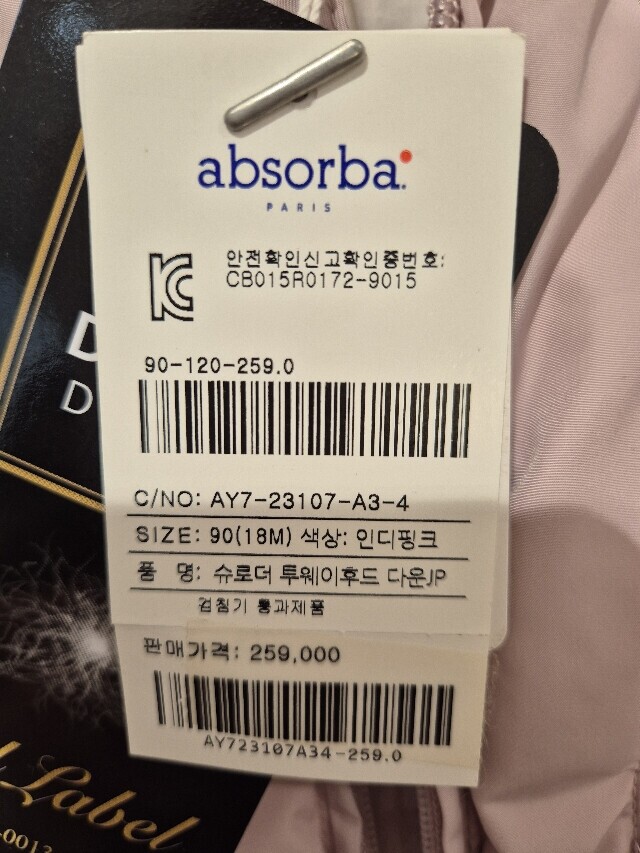 absorba.
PARIS
안전확인신고확인증번호:
CB015R0172-9015
90-120-259.0
C/NO: AY7-23107-A3-4
SIZE: 90(18M) 색상: 인디핑크
품 명: 슈로더 투웨이후드 다운JP
검침기 통과제품
판매가격: 259,000
AY723107A34-259.0
D
D
Label